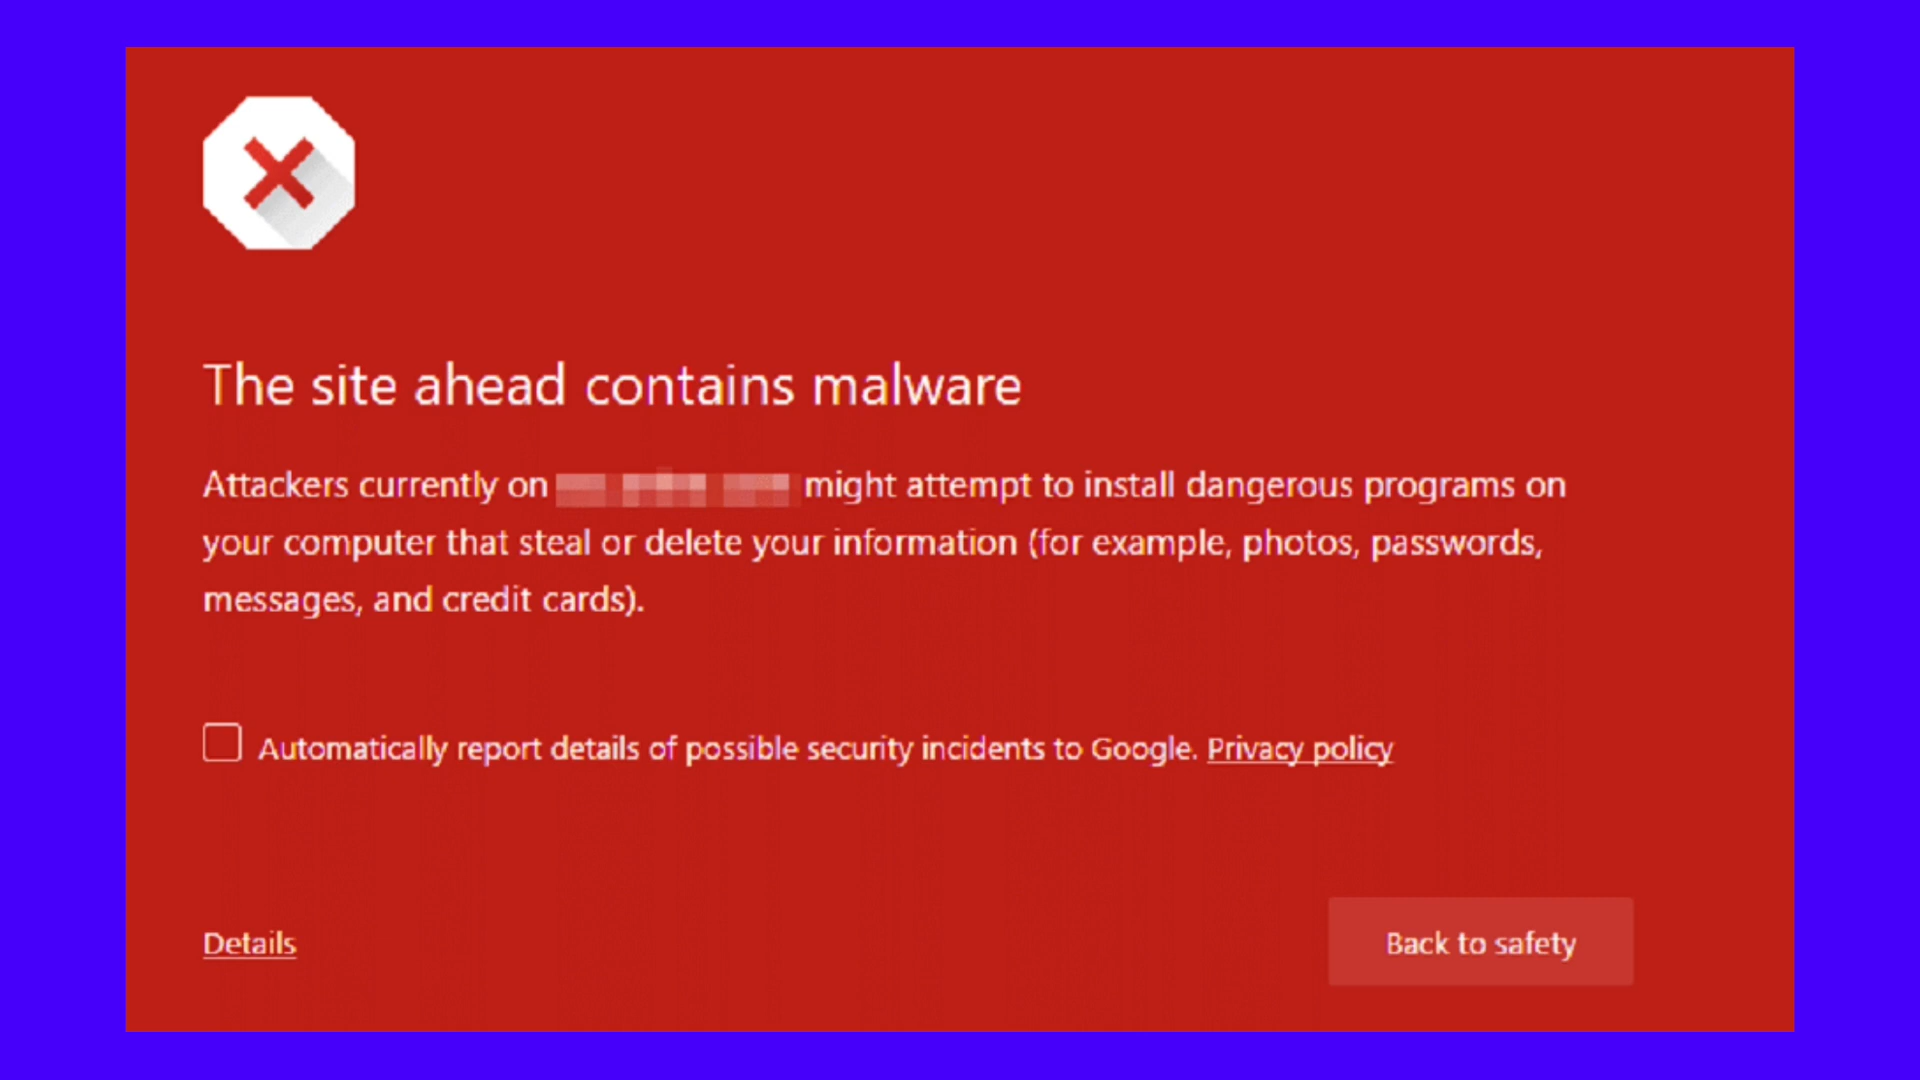 The site ahead contains malware
Attackers currently on might attempt to install dangerous programs on
your computer that steal or delete your information (for example, photos, passwords,
messages, and credit cards).
Automatically report details of possible security incidents to Google. Privacy policy
Details
Back to safety